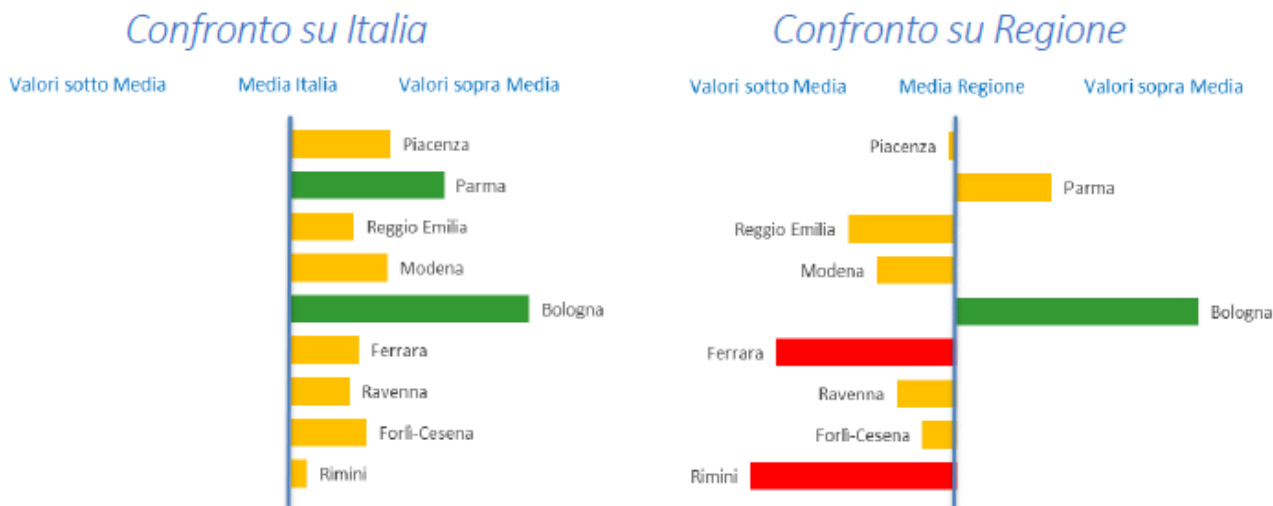 Confronto su Italia
Valori sotto Media Media Italia Valori sopra Media
Piacenza
Parma
Reggio Emilia
Modena
Bologna
Ferrara
Ravenna
Forlì-Cesena
Rimini
Confronto su Regione
Valori sotto Media Media Regione Valori sopra Media
Piacenza
Parma
Reggio Emilia
Modena
Bologna
Ferrara
Ravenna
Forlì-Cesena
Rimini